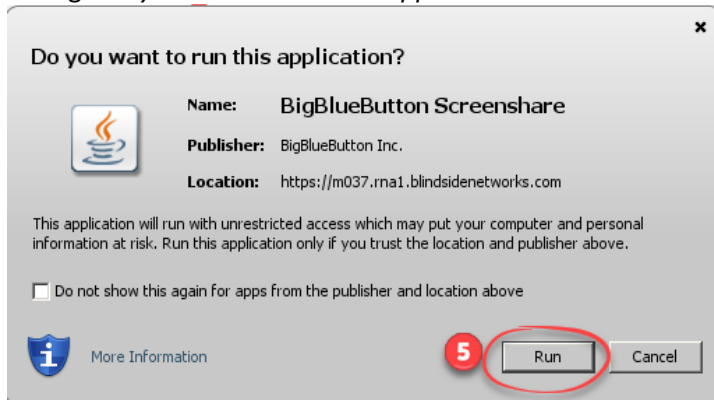 Do you want to run this application?
Name: BigBlueButton Screenshare
Publisher: BigBlueButton Inc.
Location: https://m037.rna1.blindsidenetworks.com
This application will run with unrestricted access which may put your computer and personal
information at risk. Run this application only if you trust the location and publisher above.
Do not show this again for apps from the publisher and location above
More Information
5
Run
Cancel